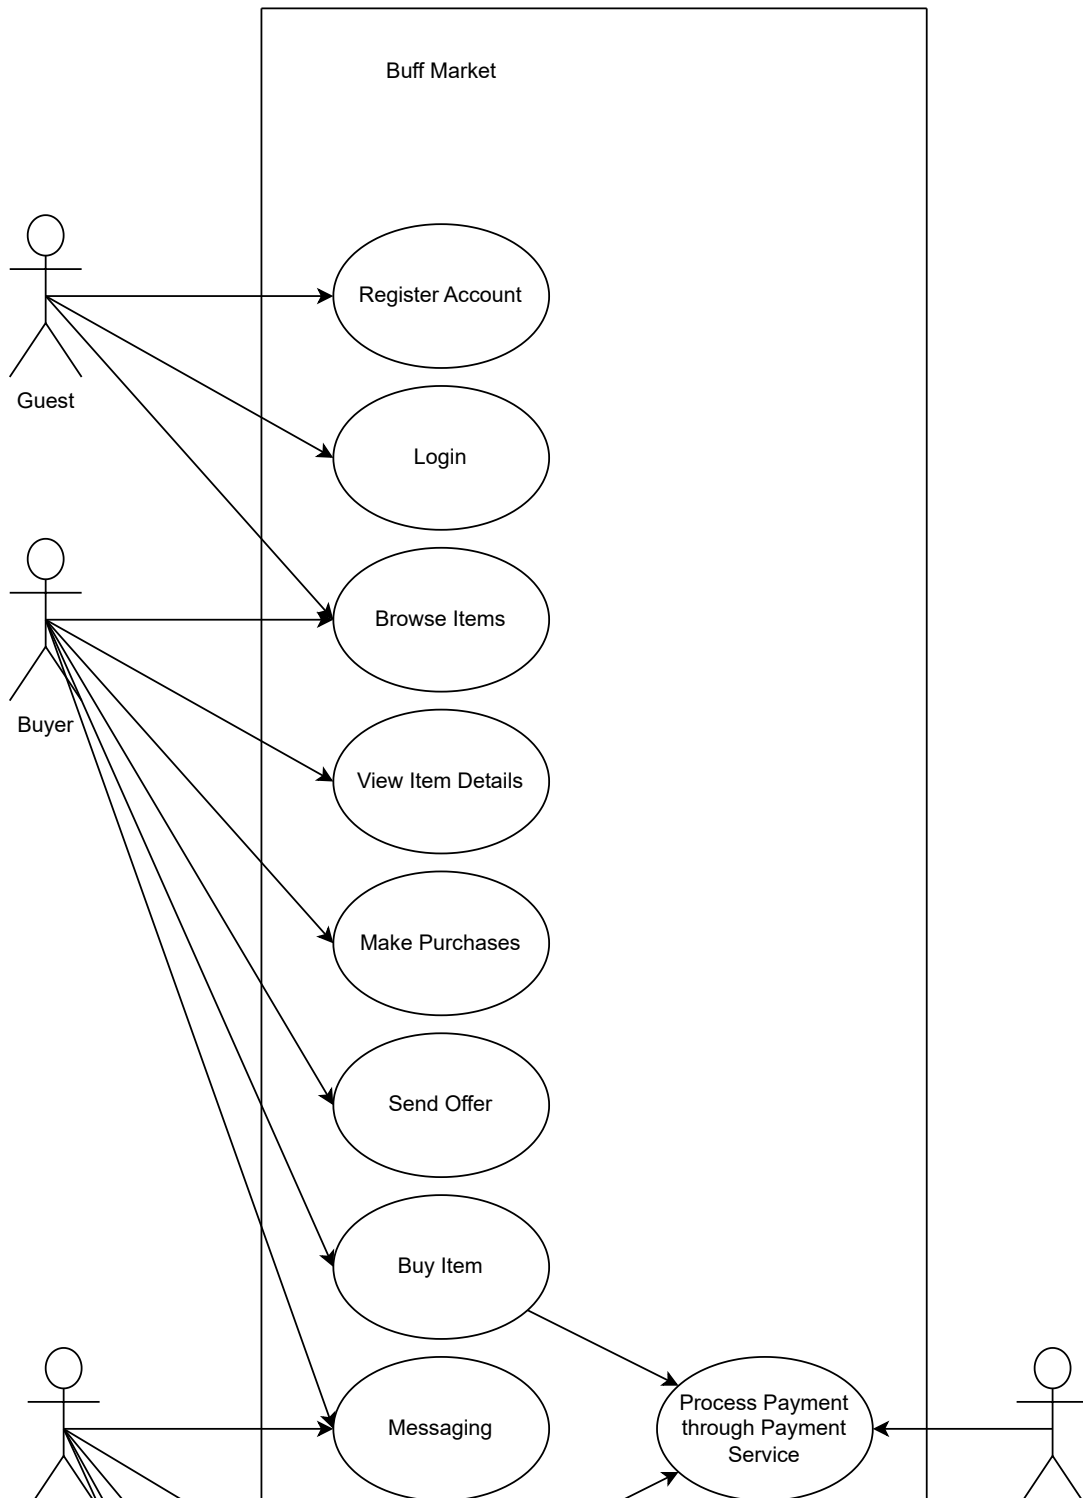 Buff Market
Register Account
Guest
Login
Browse Items
Buyer
View Item Details
Make Purchases
Send Offer
Buy Item
Messaging
Process Payment
through Payment
Service